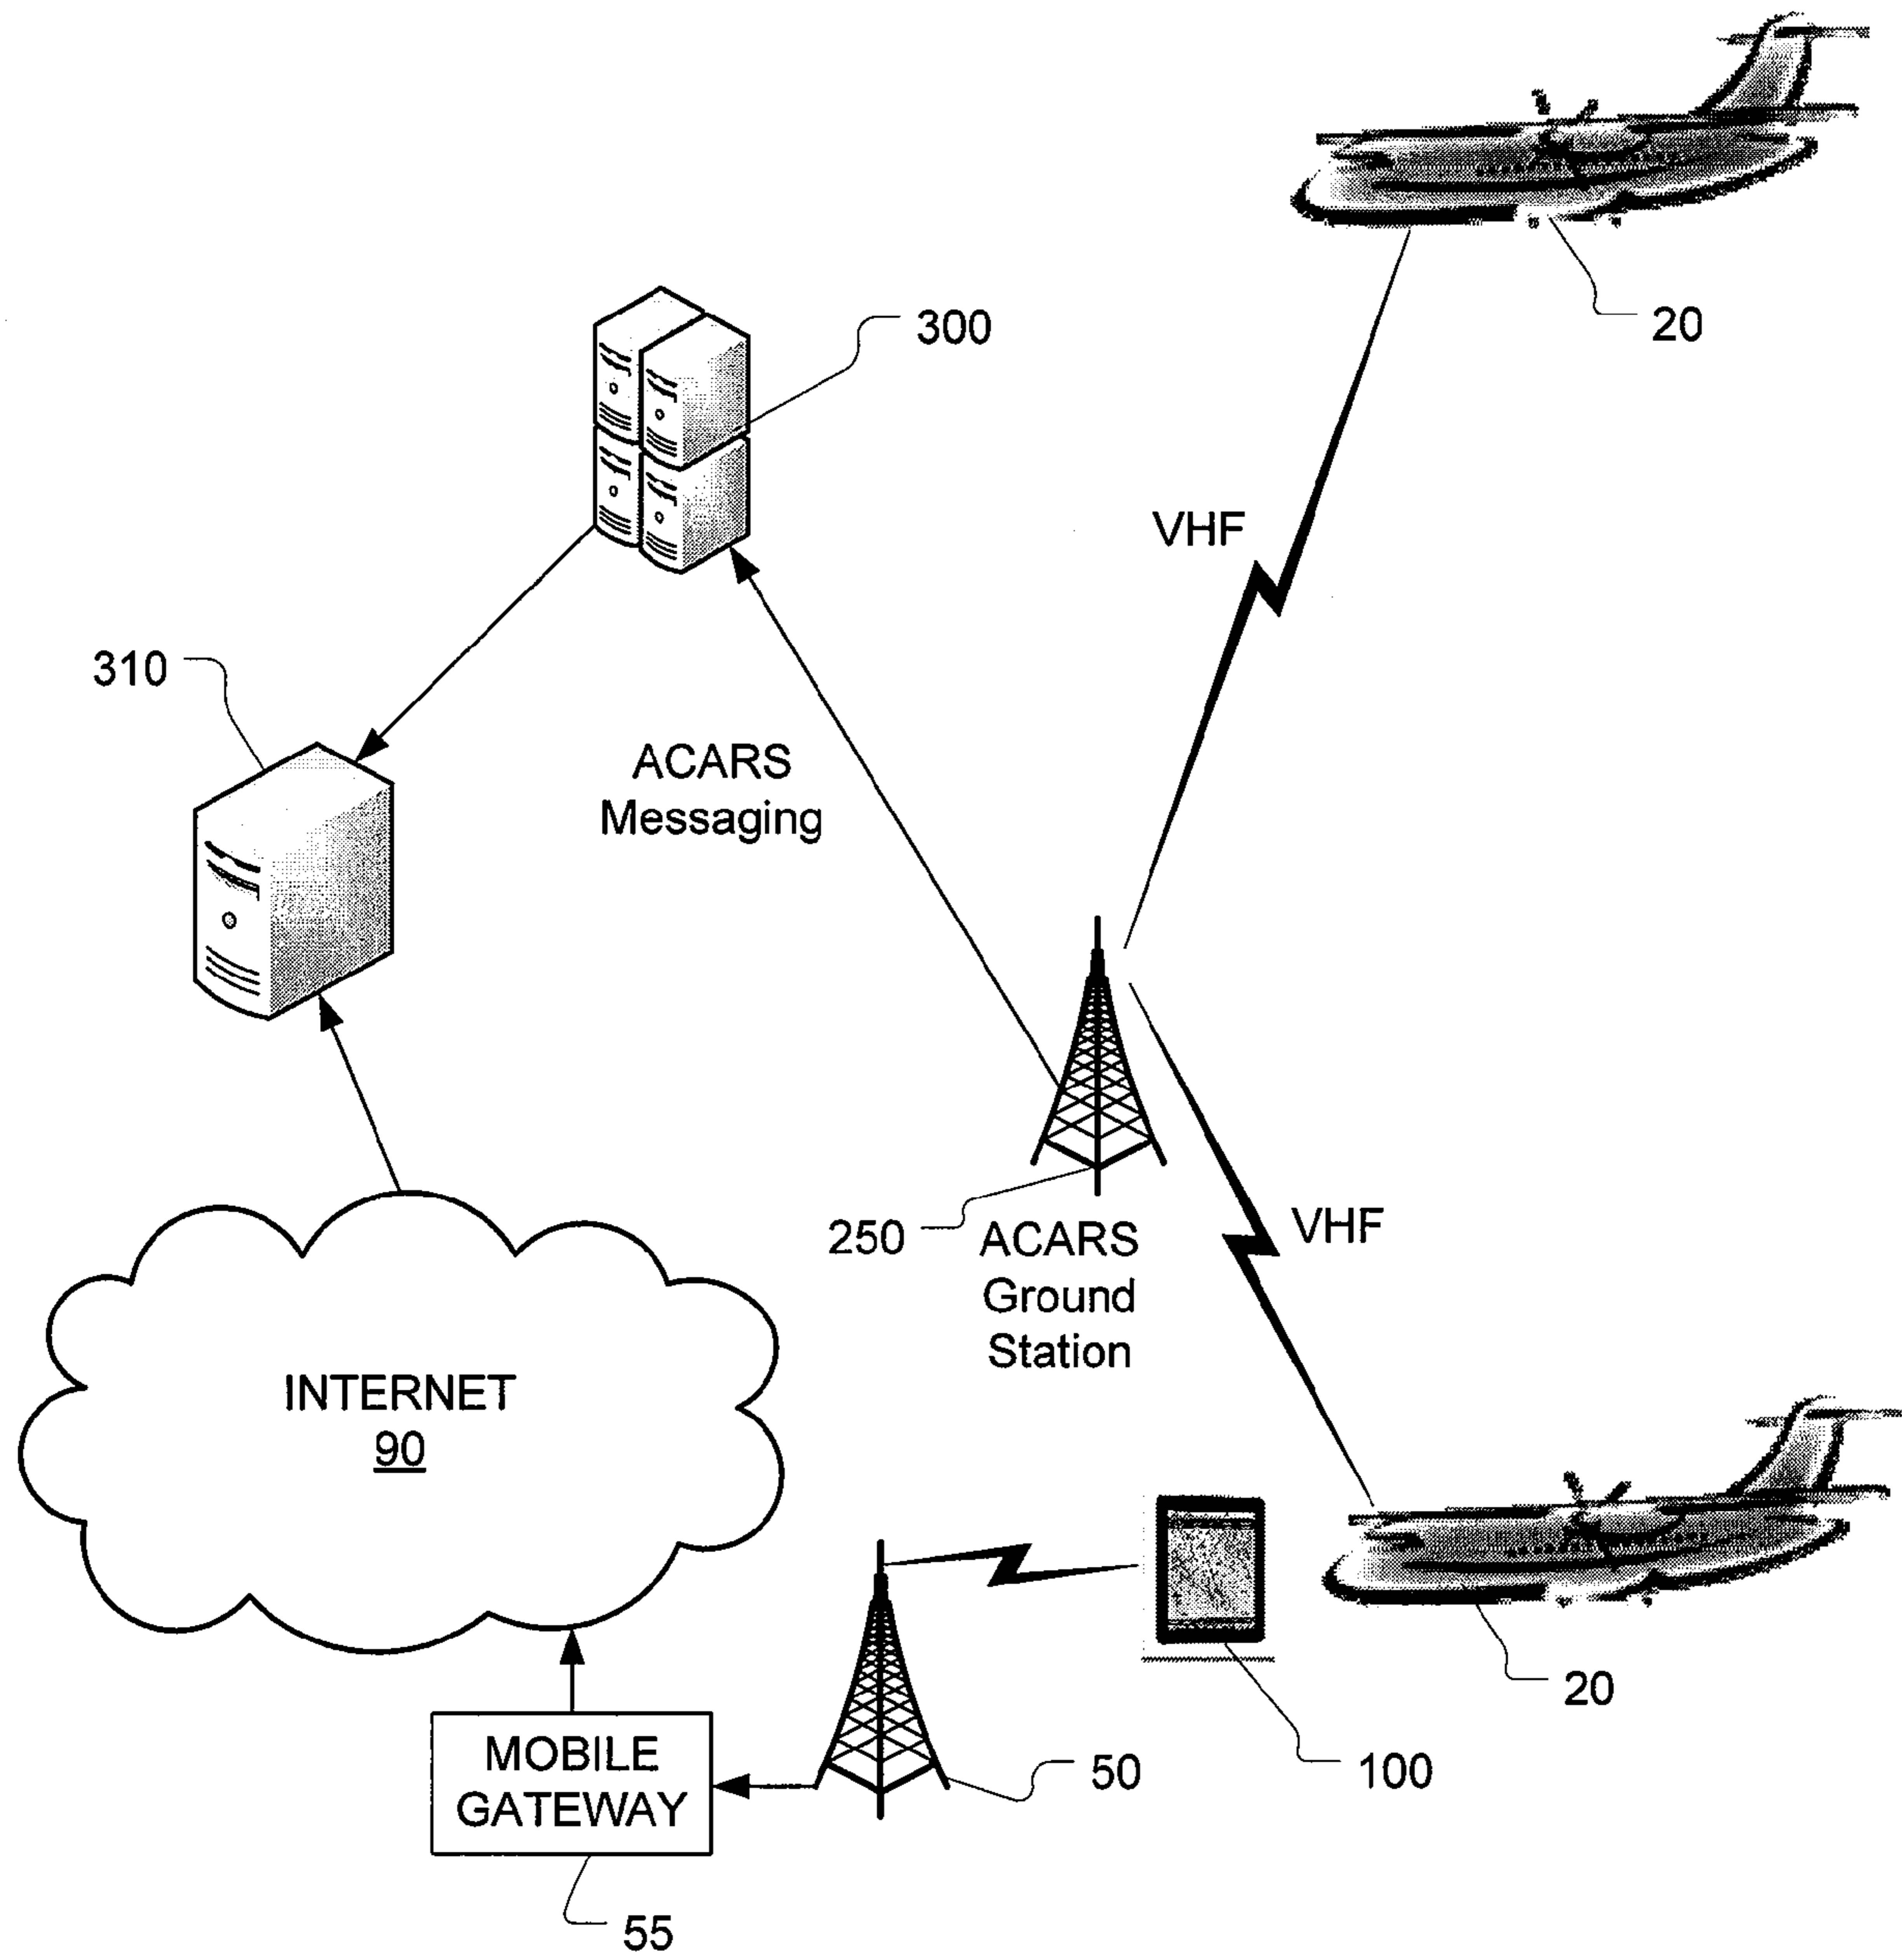 20
300
VHF
310
ACARS
Messaging
250
ACARS
Ground
Station
VHF
INTERNET
90
20
MOBILE
GATEWAY
50
100
55